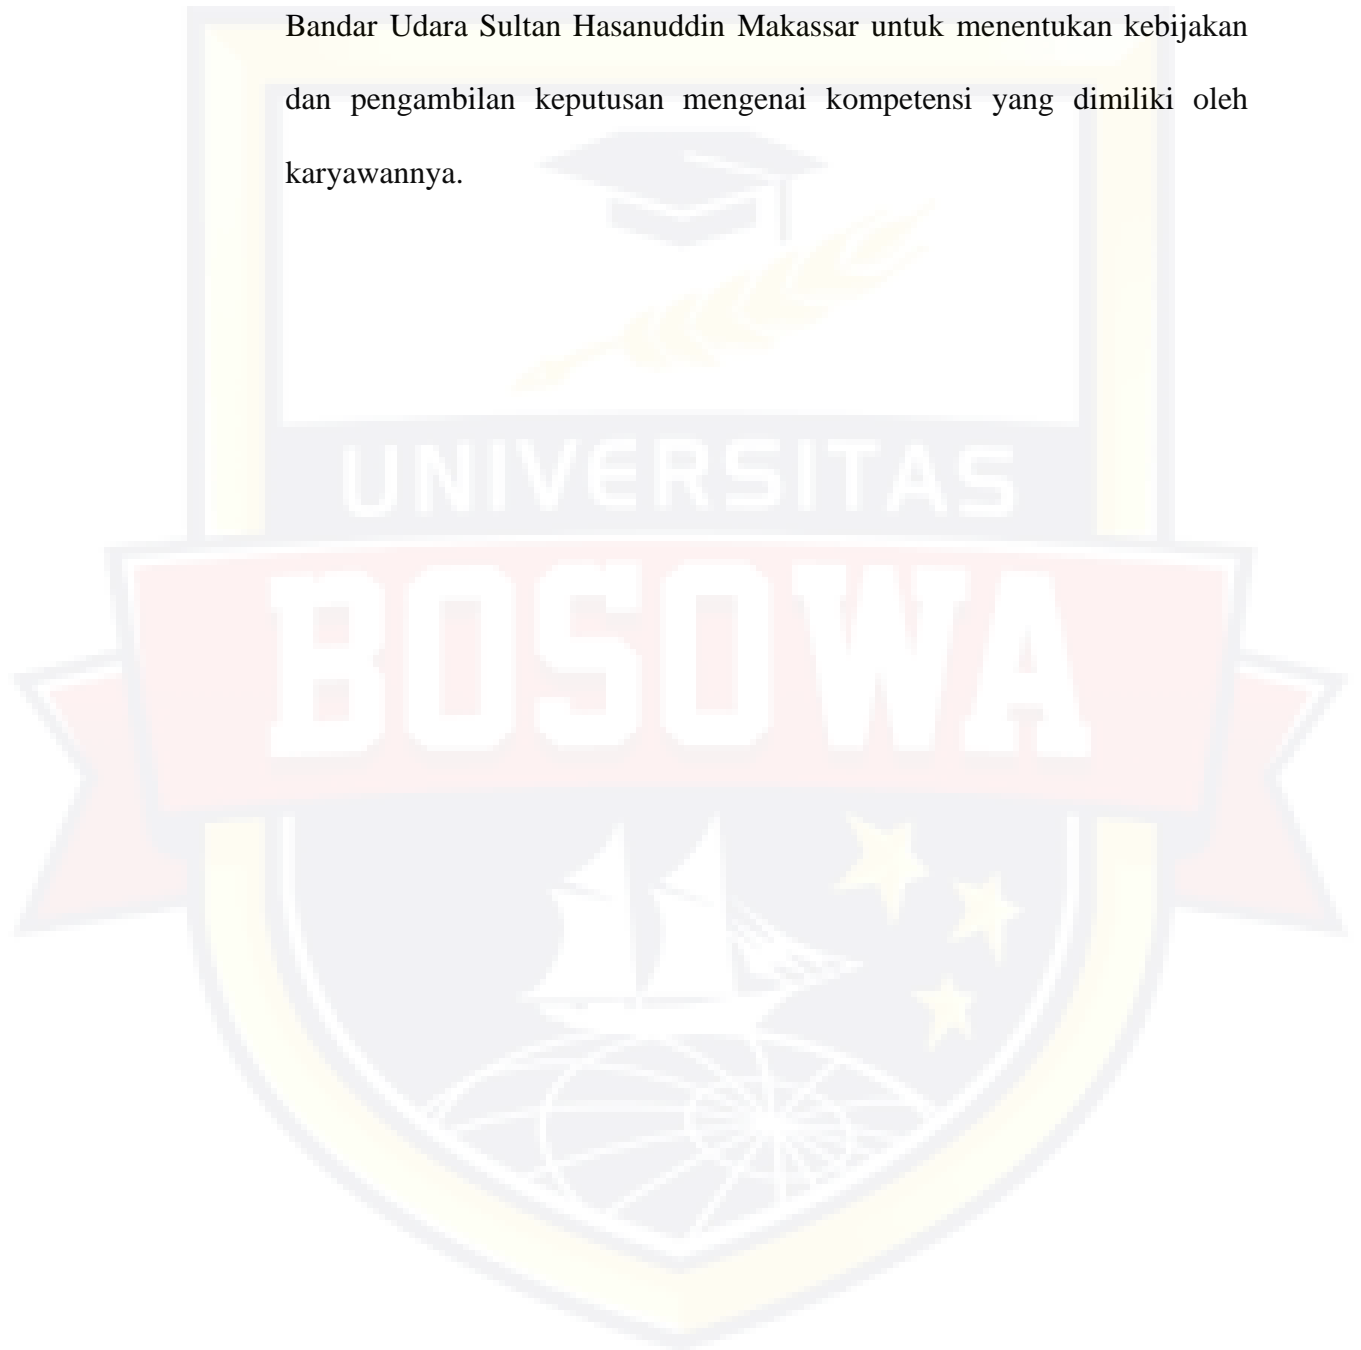 Bandar Udara Sultan Hasanuddin Makassar untuk menentukan kebijakan
dan pengambilan keputusan mengenai kompetensi yang dimiliki oleh
karyawannya.
UNIVERSITAS
BOSOWA